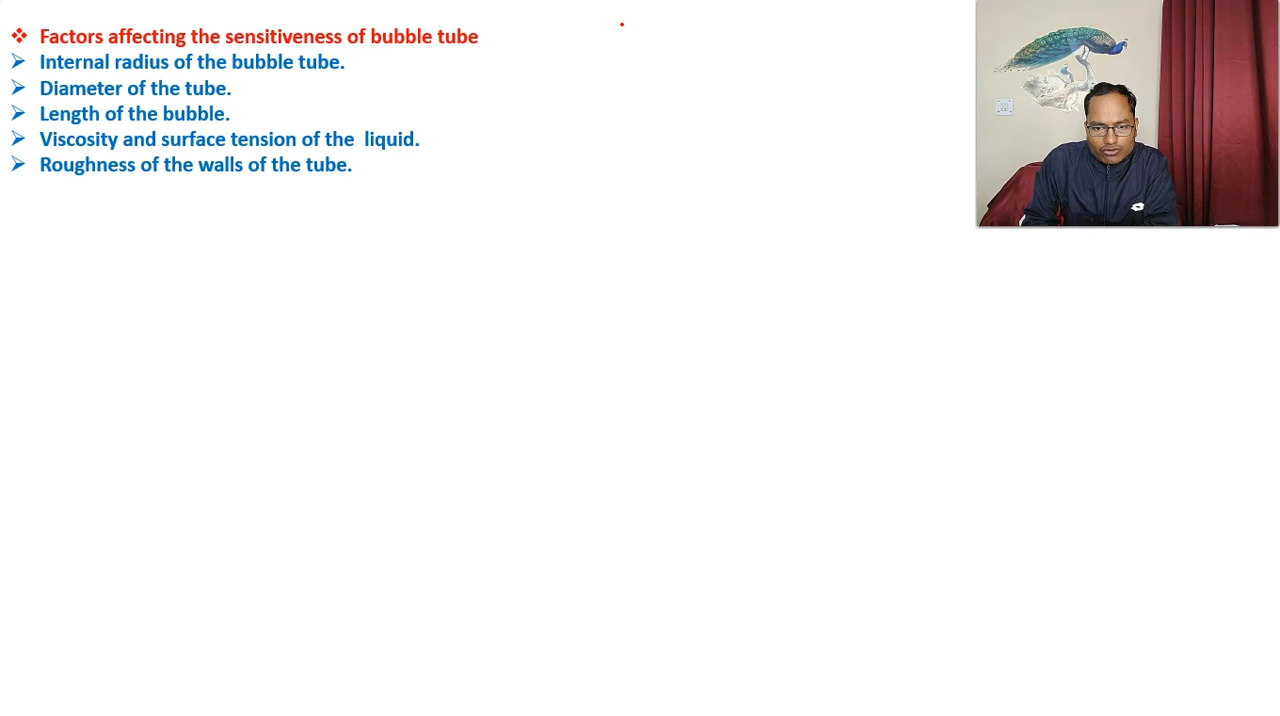 Factors affecting the sensitiveness of bubble tube
Internal radius of the bubble tube.
Diameter of the tube.
Length of the bubble.
Viscosity and surface tension of the liquid.
Roughness of the walls of the tube.